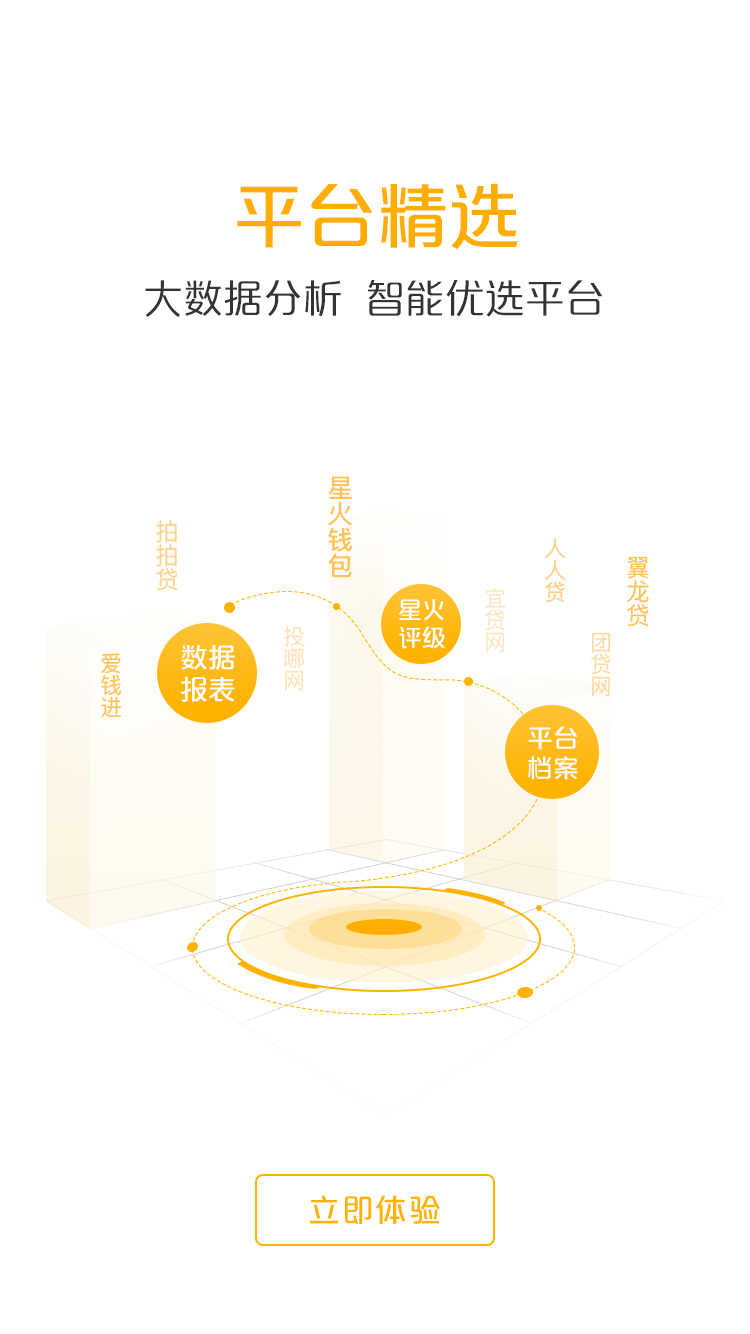 平台精选
大数据分析 智能优选平台
星火钱包
拍拍贷
人人贷
翼龙贷
星火
评级
宜贷网
投哪网
团贷网
数据
报表
爱钱进
平台
档案
立即体验